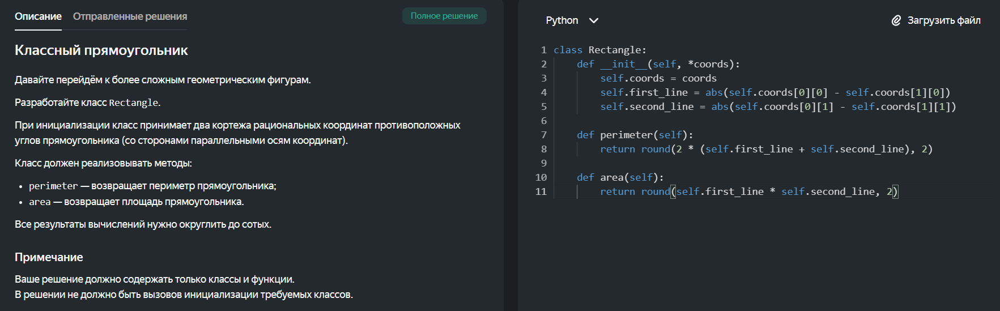 Описание
Отправленные решения
Полное решение
Классный прямоугольник
Давайте перейдём к более сложным геометрическим фигурам.
Разработайте класс Rectangle.
При инициализации класс принимает два кортежа рациональных координат противоположных
углов прямоугольника (со сторонами параллельными осям координат).
Класс должен реализовывать методы:
• perimeter — возвращает периметр прямоугольника;
• area — возвращает площадь прямоугольника.
Все результаты вычислений нужно округлить до сотых.
Примечание
Ваше решение должно содержать только классы и функции.
В решении не должно быть вызовов инициализации требуемых классов.
Python
Загрузить файл
1 class Rectangle:
2     def __init__(self, *coords):
3         self.coords = coords
4         self.first_line = abs(self.coords[0][0] - self.coords[1][0])
5         self.second_line = abs(self.coords[0][1] - self.coords[1][1])
6
7     def perimeter(self):
8         return round(2 * (self.first_line + self.second_line), 2)
9
10     def area(self):
11         return round(self.first_line * self.second_line, 2)